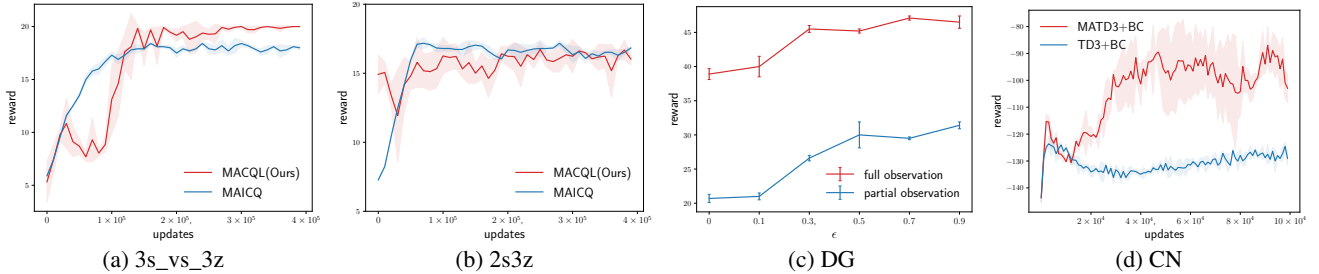 20
15
10
5
reward
MACQL(Ours)
MAICQ
0
1 × 10⁵
2 × 10⁵
3 × 10⁵
4 × 10⁵
updates
(a) 3s_vs_3z
20
15
10
5
reward
MACQL(Ours)
MAICQ
0
1 × 10⁵
2 × 10⁵
3 × 10⁵
4 × 10⁵
updates
(b) 2s3z
45
40
35
30
25
20
reward
full observation
partial observation
0
0.1
0.3,
0.5
0.7
0.9
ϵ
(c) DG
−80
−90
−100
−110
−120
−130
−140
reward
MATD3+BC
TD3+BC
2 × 10⁴
4 × 10⁴,
6 × 10⁴
8 × 10⁴
10 × 10⁴
updates
(d) CN